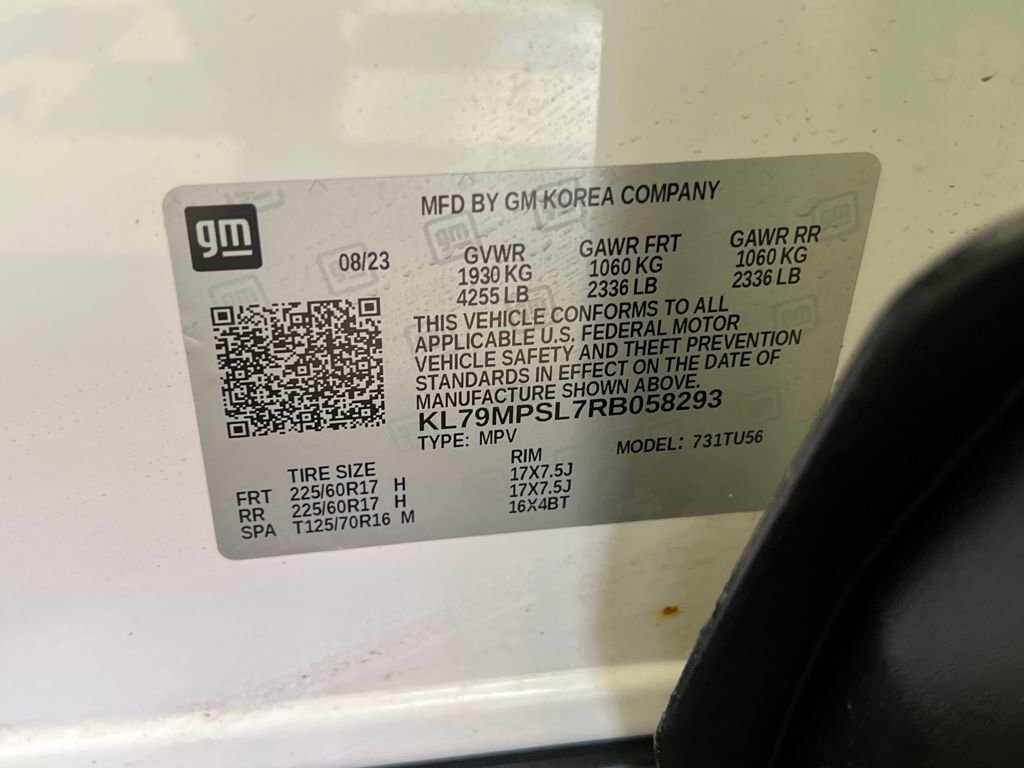 gm
MFD BY GM KOREA COMPANY
08/23
GVWR GAWR FRT GAWR RR
1930 KG 1060 KG 1060 KG
4255 LB 2336 LB 2336 LB
THIS VEHICLE CONFORMS TO ALL
APPLICABLE U.S. FEDERAL MOTOR
VEHICLE SAFETY AND THEFT PREVENTION
STANDARDS IN EFFECT ON THE DATE OF
MANUFACTURE SHOWN ABOVE.
KL79MPSL7RB058293
TYPE: MPV MODEL: 731TU56
TIRE SIZE RIM
FRT 225/60R17 H 17X7.5J
RR 225/60R17 H 17X7.5J
SPA T125/70R16 M 16X4BT